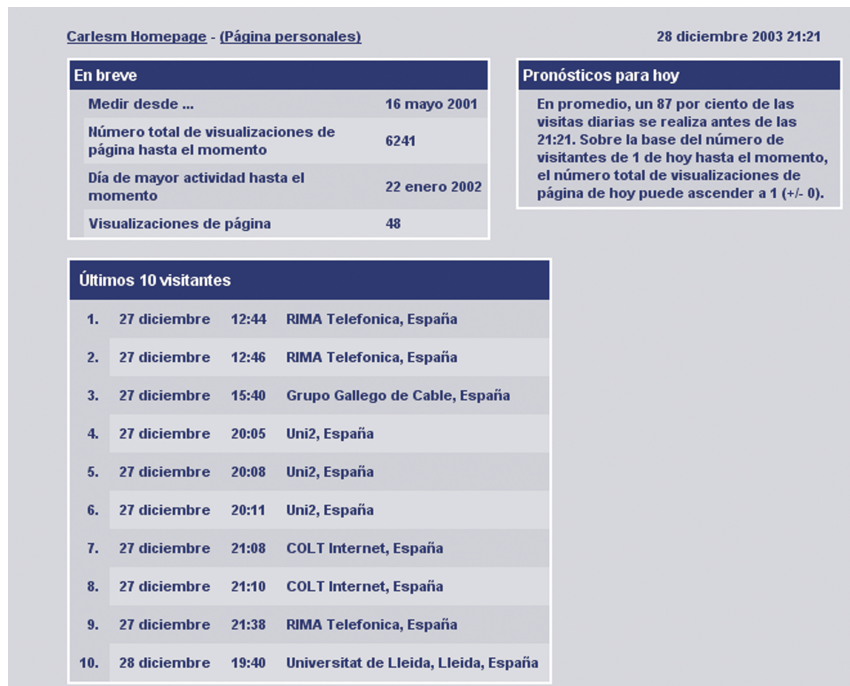 Carlesm Homepage - (Página personales)
28 diciembre 2003 21:21
En breve
Medir desde ... 16 mayo 2001
Número total de visualizaciones de
página hasta el momento 6241
Día de mayor actividad hasta el
momento 22 enero 2002
Visualizaciones de página 48
Pronósticos para hoy
En promedio, un 87 por ciento de las
visitas diarias se realiza antes de las
21:21. Sobre la base del número de
visitantes de 1 de hoy hasta el momento,
el número total de visualizaciones de
página de hoy puede ascender a 1 (+/- 0).
Últimos 10 visitantes
1. 27 diciembre 12:44 RIMA Telefonica, España
2. 27 diciembre 12:46 RIMA Telefonica, España
3. 27 diciembre 15:40 Grupo Gallego de Cable, España
4. 27 diciembre 20:05 Uni2, España
5. 27 diciembre 20:08 Uni2, España
6. 27 diciembre 20:11 Uni2, España
7. 27 diciembre 21:08 COLT Internet, España
8. 27 diciembre 21:10 COLT Internet, España
9. 27 diciembre 21:38 RIMA Telefonica, España
10. 28 diciembre 19:40 Universitat de Lleida, Lleida, España